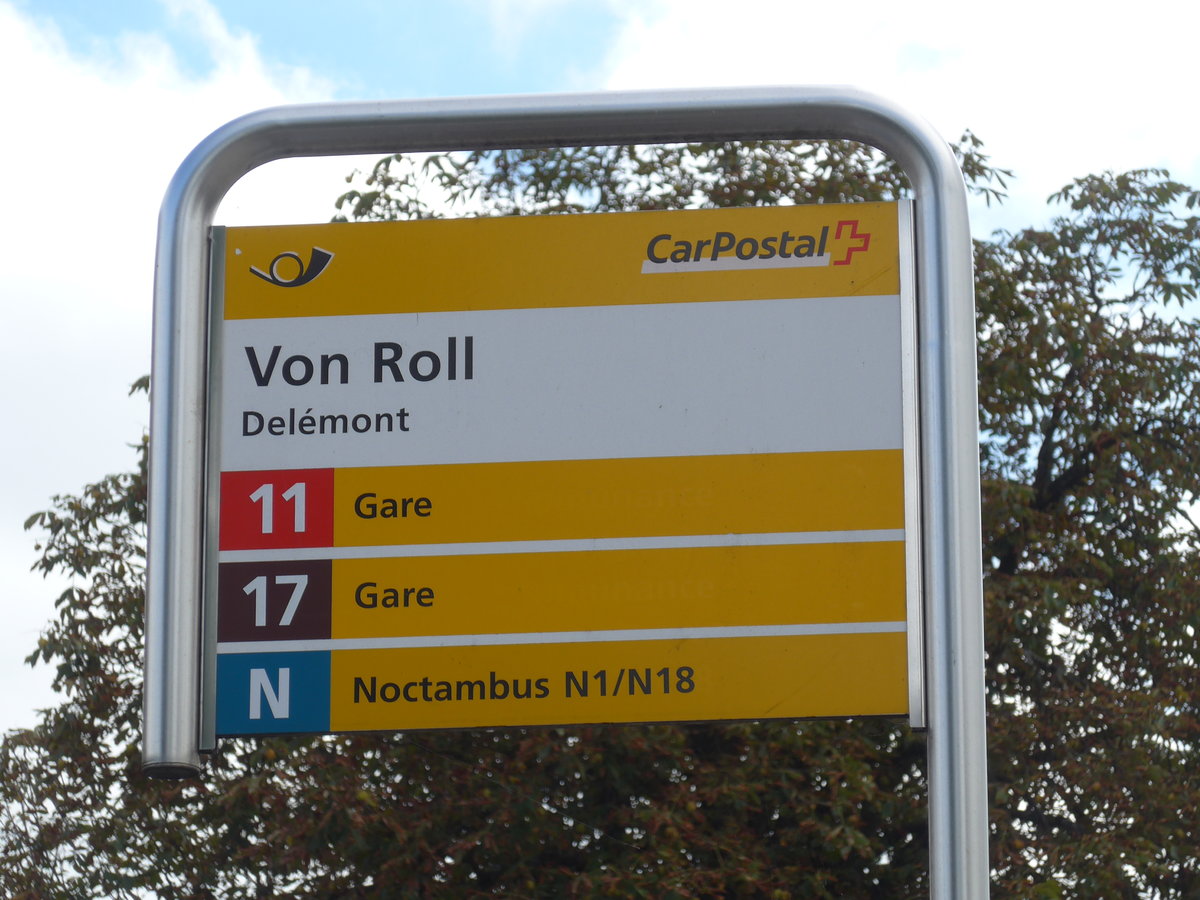 CarPostal
Von Roll
Delémont
11 Gare
17 Gare
N Noctambus N1/N18